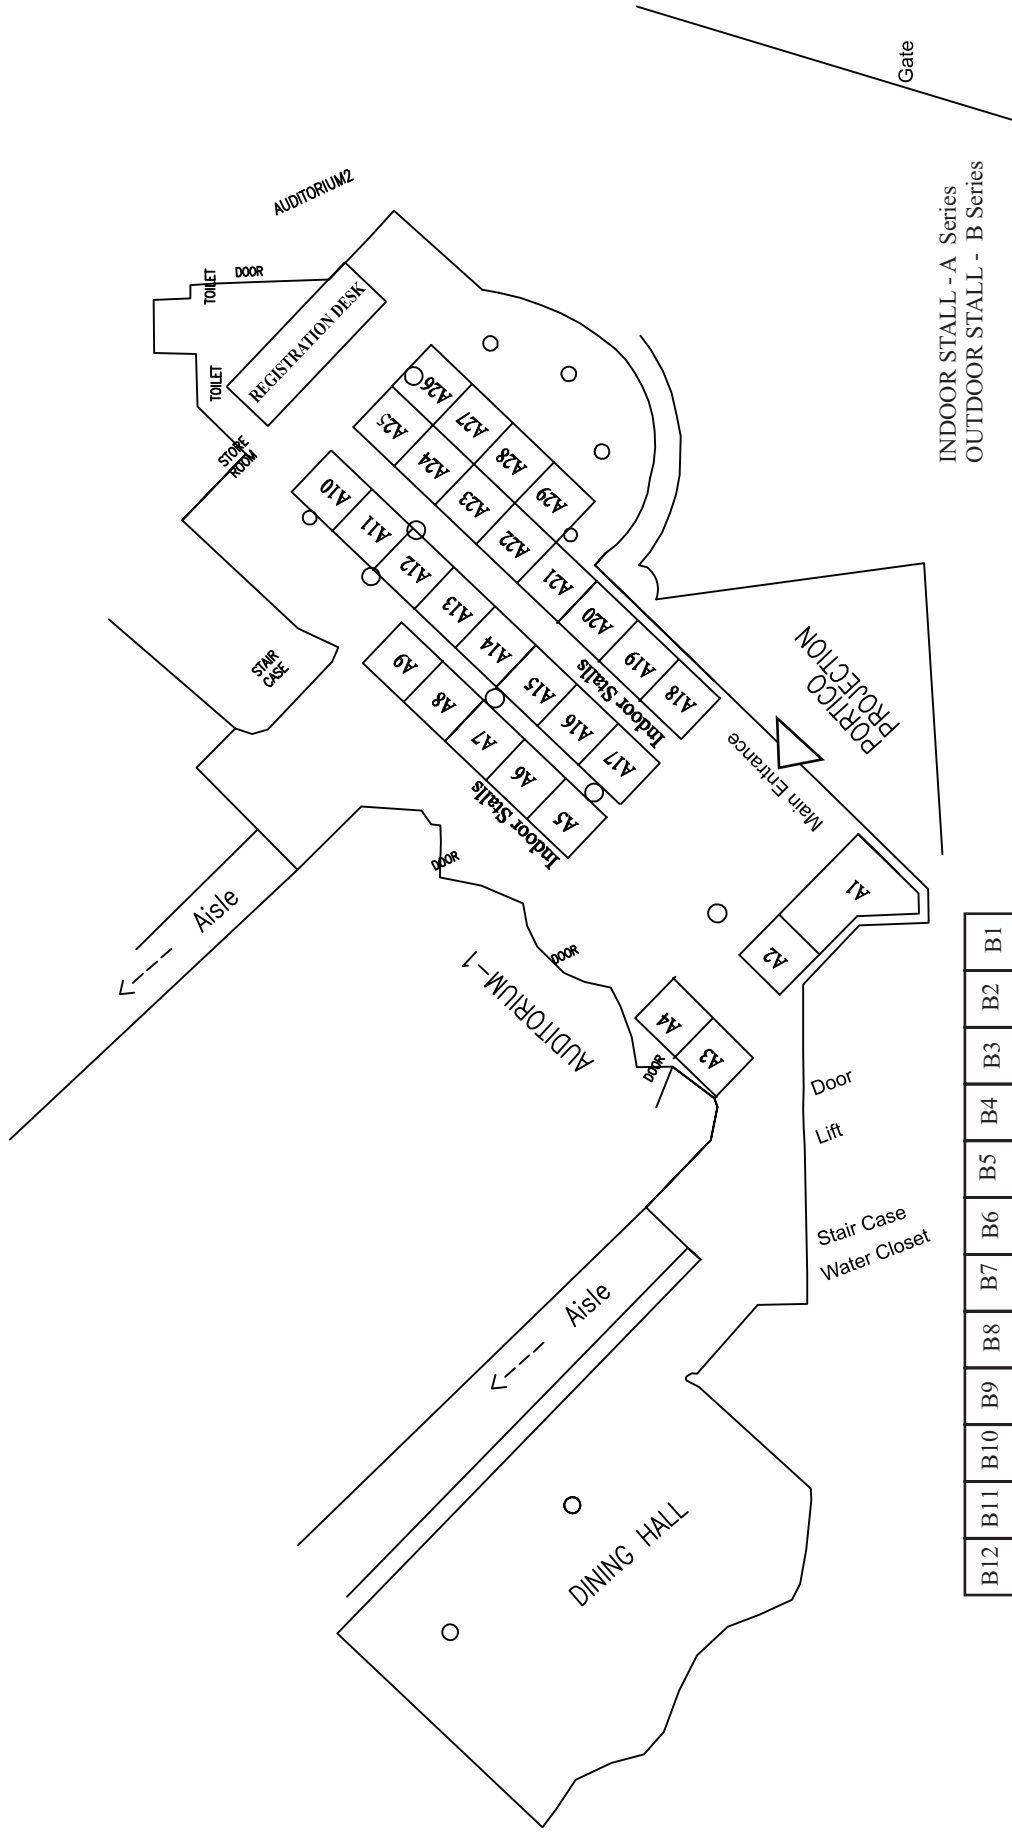 Gate
INDOOR STALL - A Series
OUTDOOR STALL - B Series
AUDITORIUM2
TOILET
DOOR
REGISTRATION DESK
TOILET
STORE
ROOM
STAIR
CASE
A26
A27
A28
A29
A25
A24
A23
A22
A21
A20
A19
A18
Indoor Stalls
A10
A11
A12
A13
A14
A15
A16
A17
A9
A8
A7
A6
A5
Indoor Stalls
PORTICO
PROJECTION
Main Entrance
Aisle
DOOR
DOOR
AUDITORIUM-1
DOOR
A1
A2
A4
A3
Door
Lift
Stair Case
Water Closet
Aisle
DINING HALL
B12 B11 B10 B9 B8 B7 B6 B5 B4 B3 B2 B1